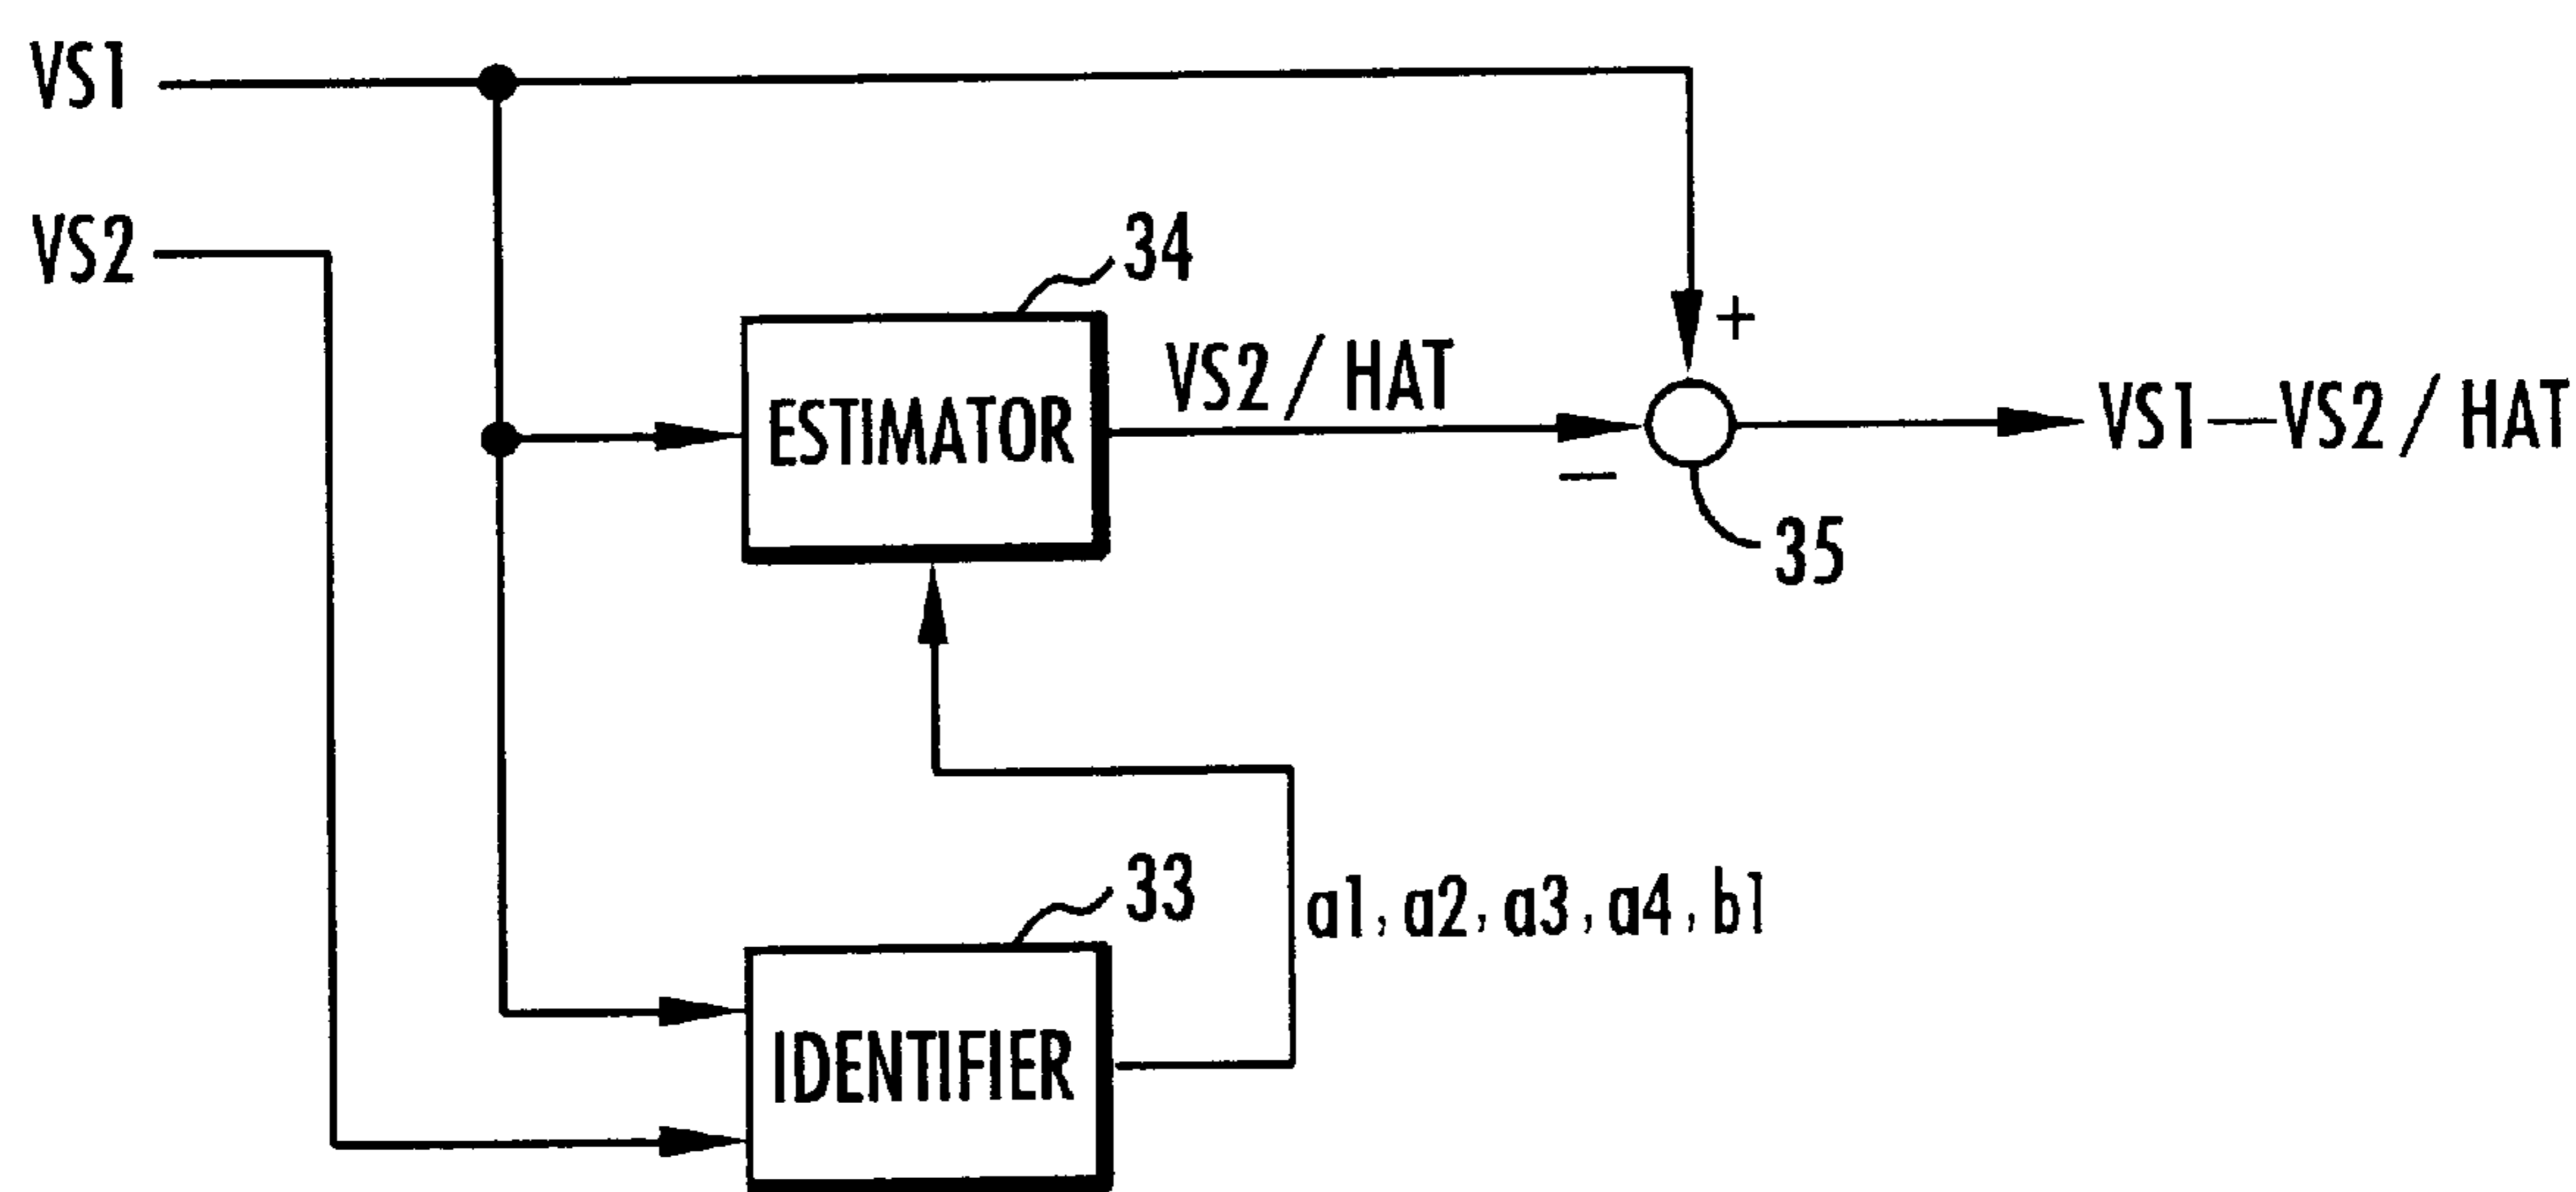 VS1
VS2
34
+
ESTIMATOR
VS2 / HAT
−
VS1—VS2 / HAT
35
33
a1, a2, a3, a4, b1
IDENTIFIER